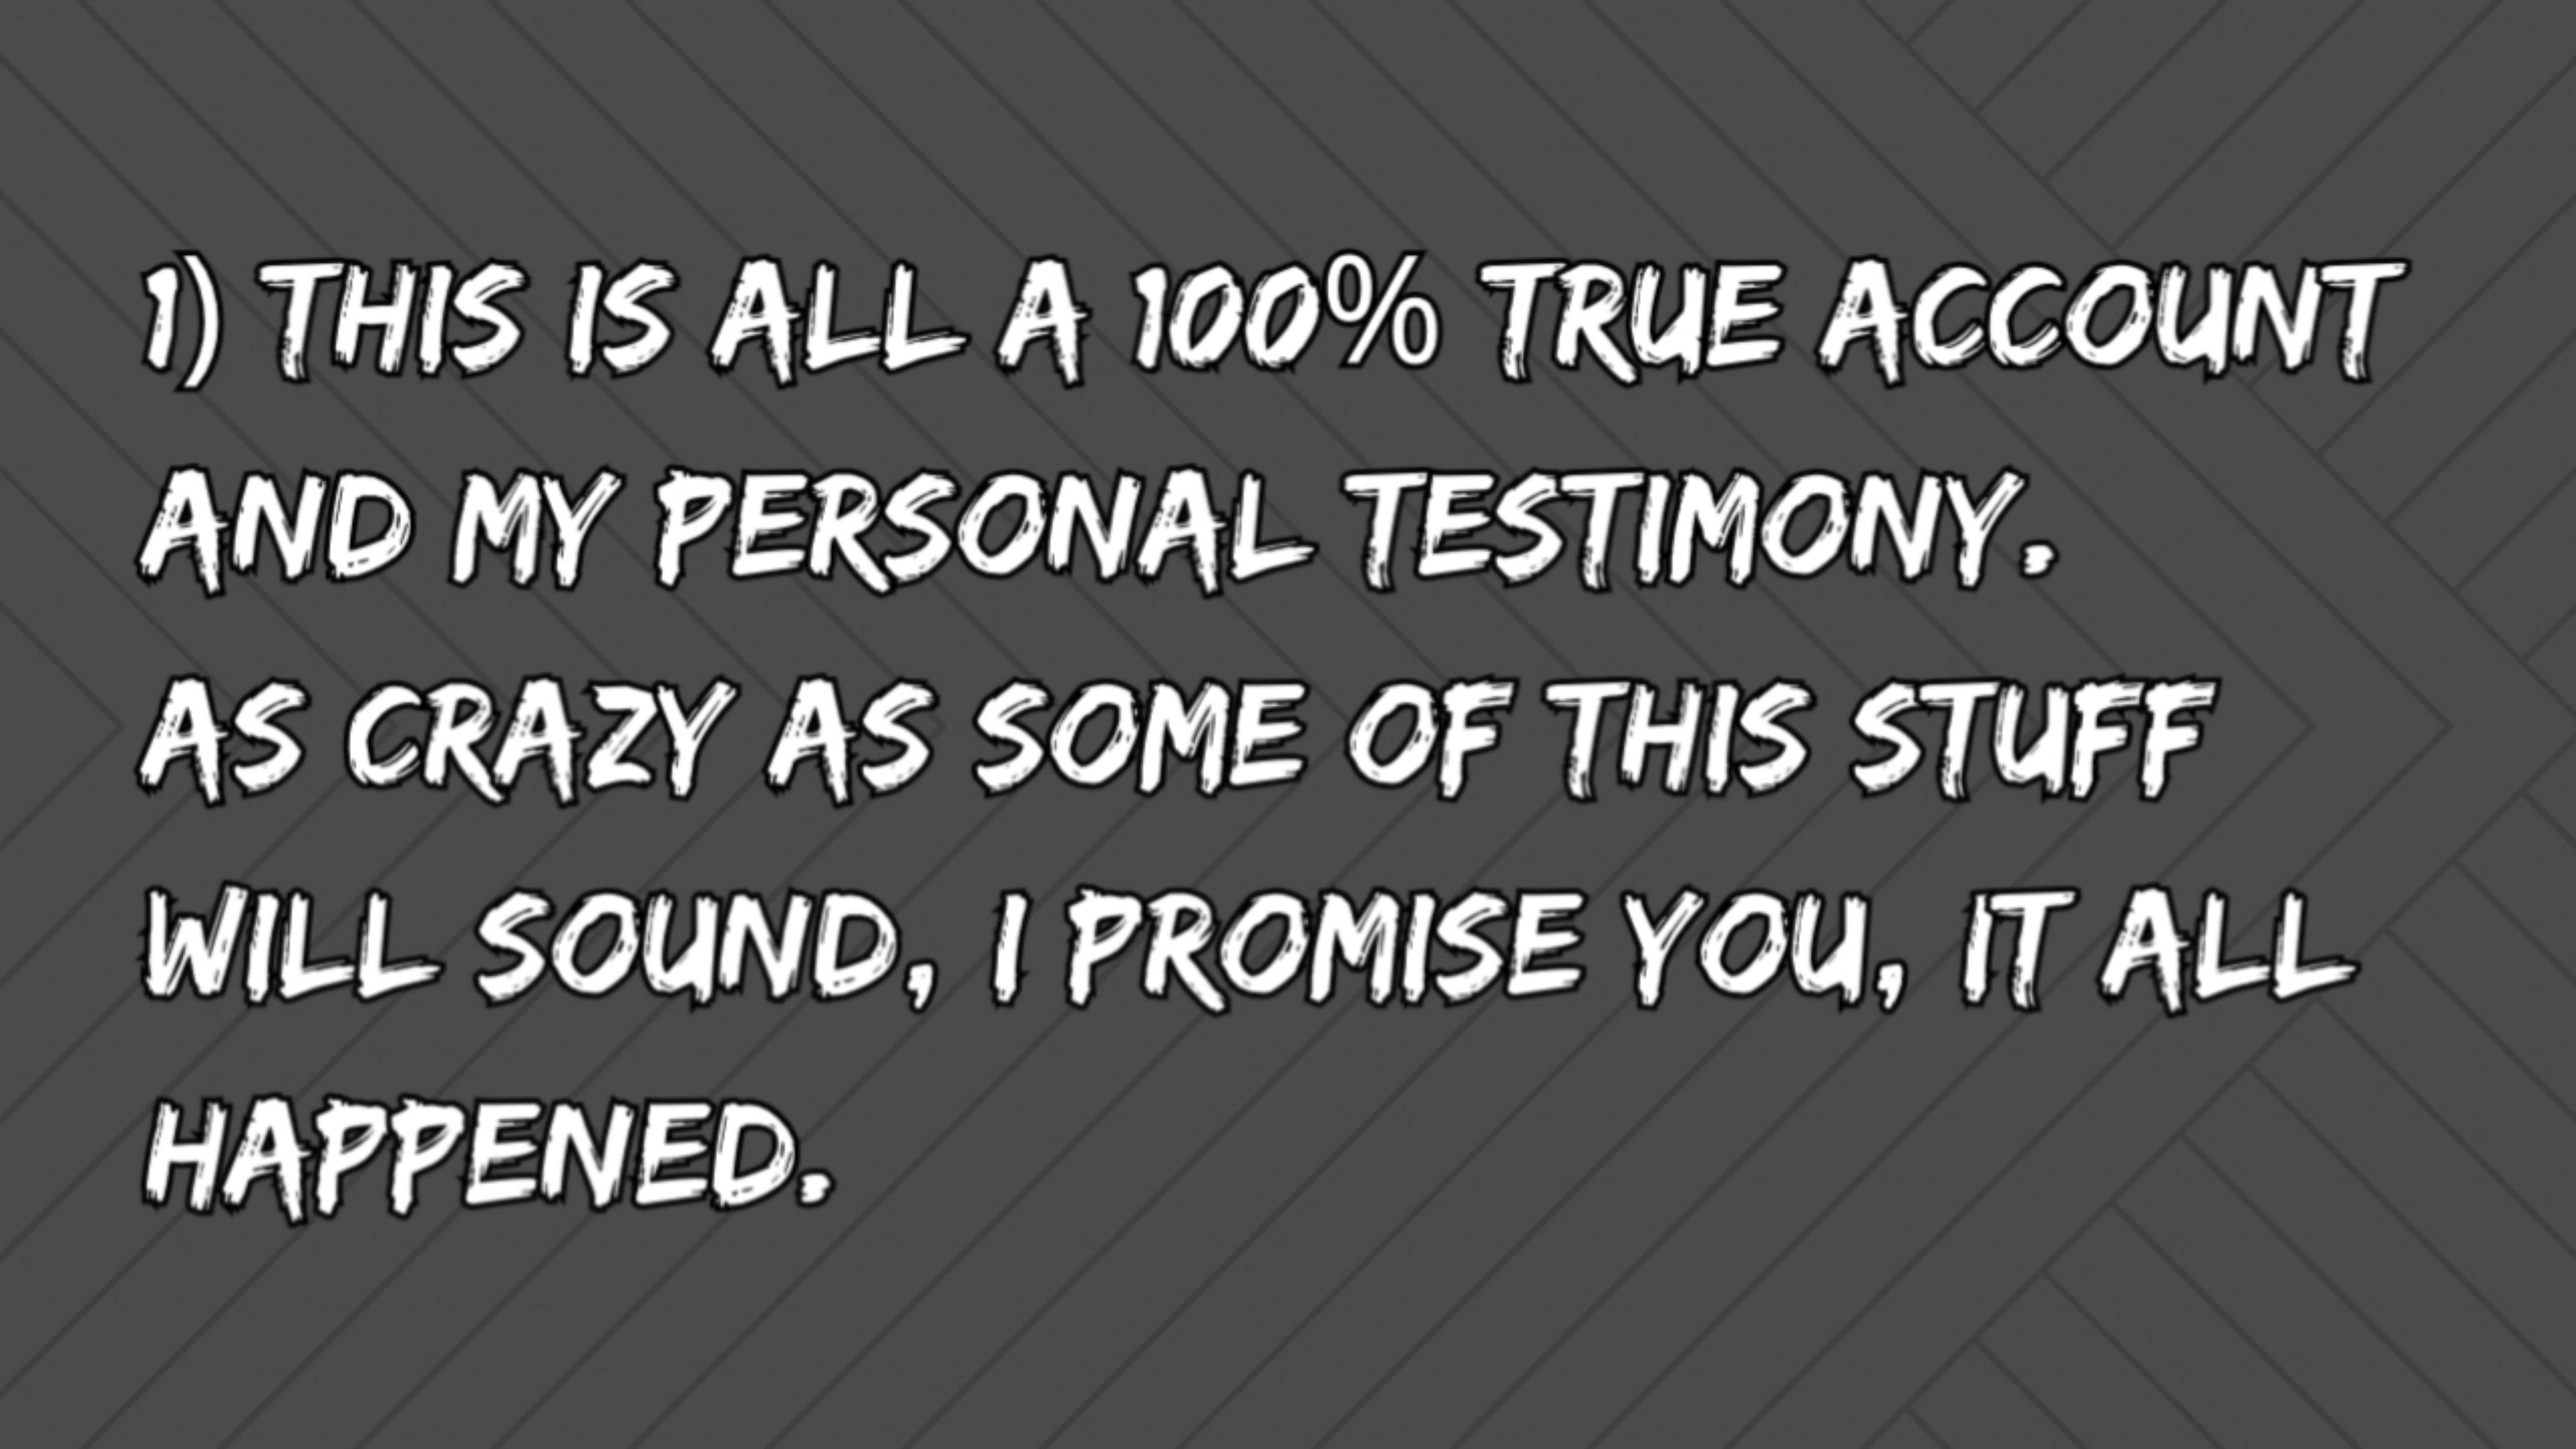 1) THIS IS ALL A 100% TRUE ACCOUNT
AND MY PERSONAL TESTIMONY.
AS CRAZY AS SOME OF THIS STUFF
WILL SOUND, I PROMISE YOU, IT ALL
HAPPENED.